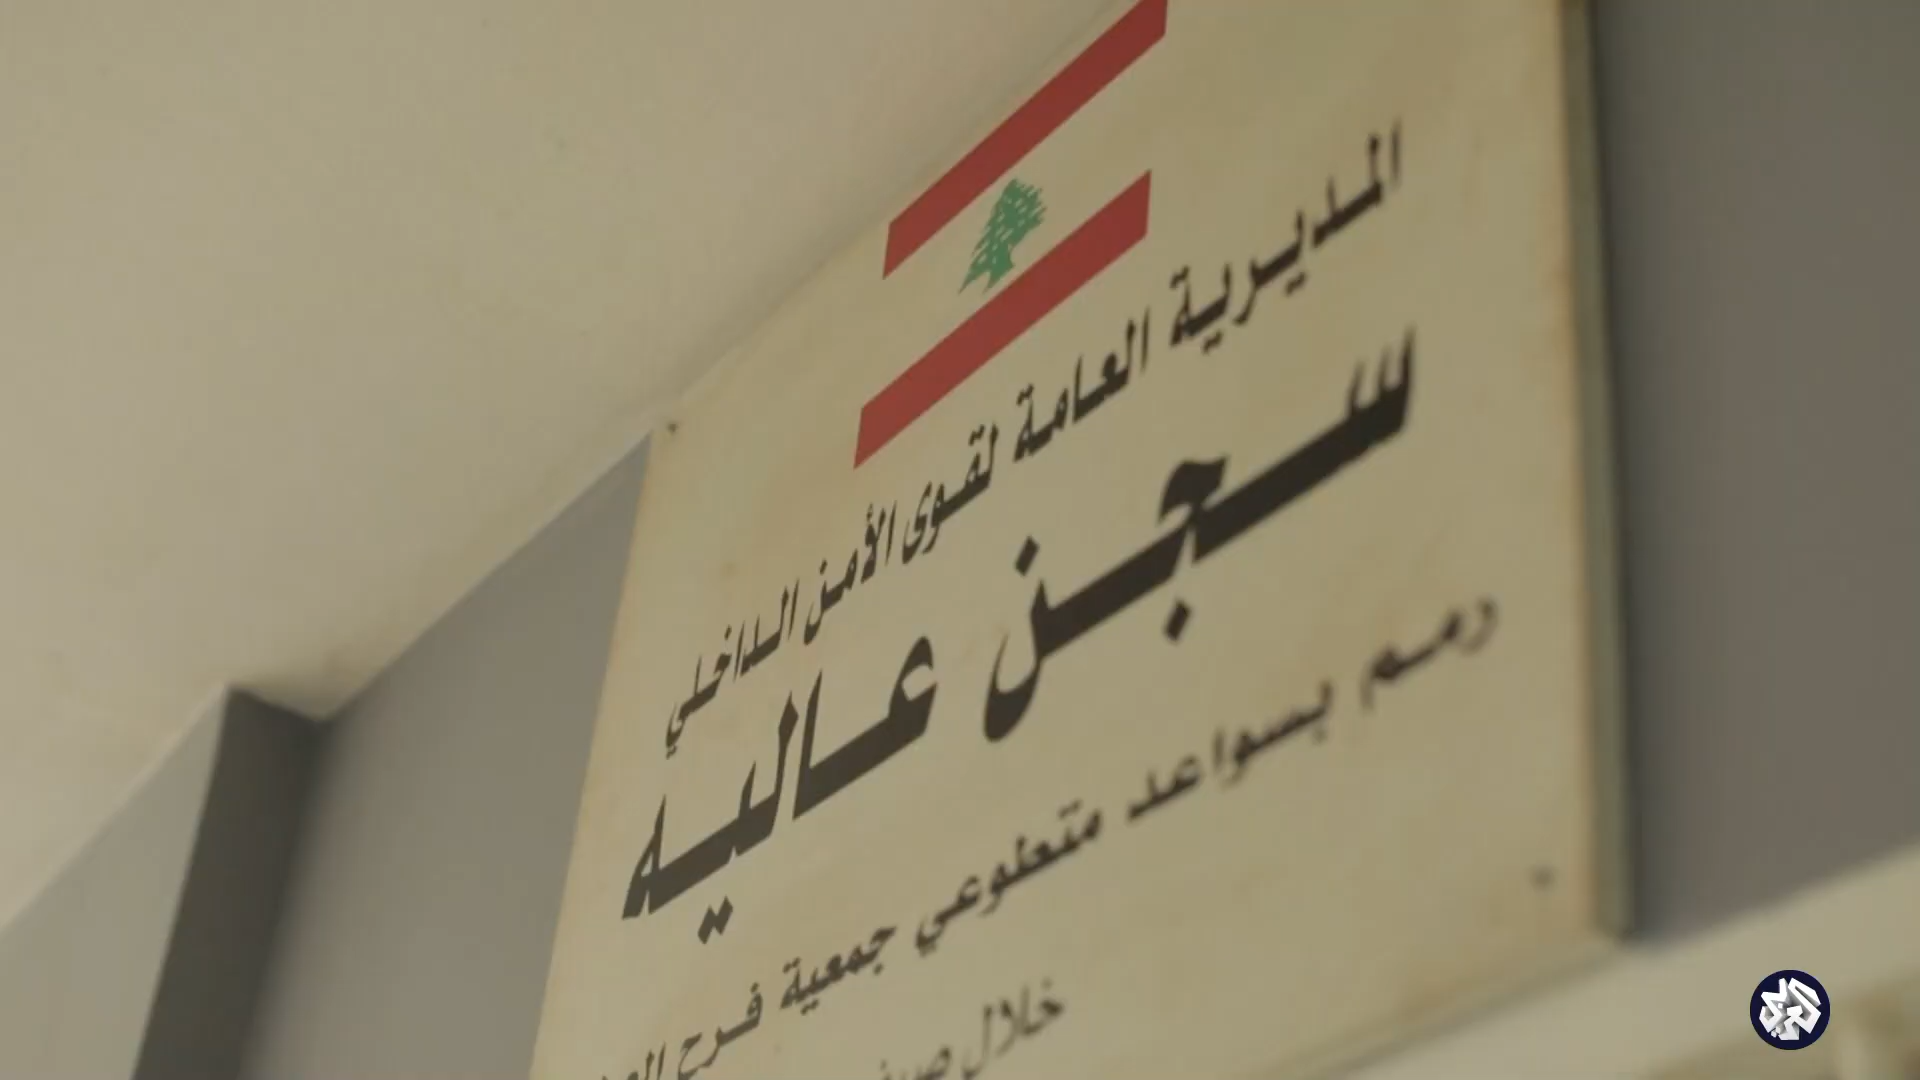 المديرية العامة لقوى الأمن الداخلي
سجن عاليه
رمم بسواعد متطوعي جمعية فرح
خلال